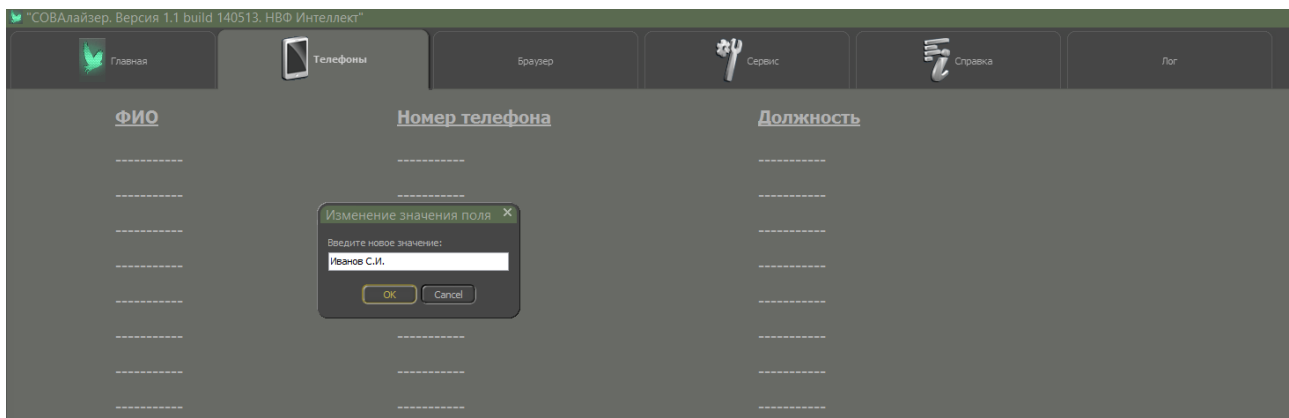 "СОВАлайзер. Версия 1.1 build 140513. НВФ Интеллект"
Главная Телефоны Браузер Сервис Справка Лог
ФИО Номер телефона Должность
----------- ----------- -----------
----------- ----------- -----------
Изменение значения поля
----------- -----------
Введите новое значение:
Иванов С.И.
----------- -----------
OK Cancel
----------- -----------
----------- ----------- -----------
----------- ----------- -----------
----------- ----------- -----------